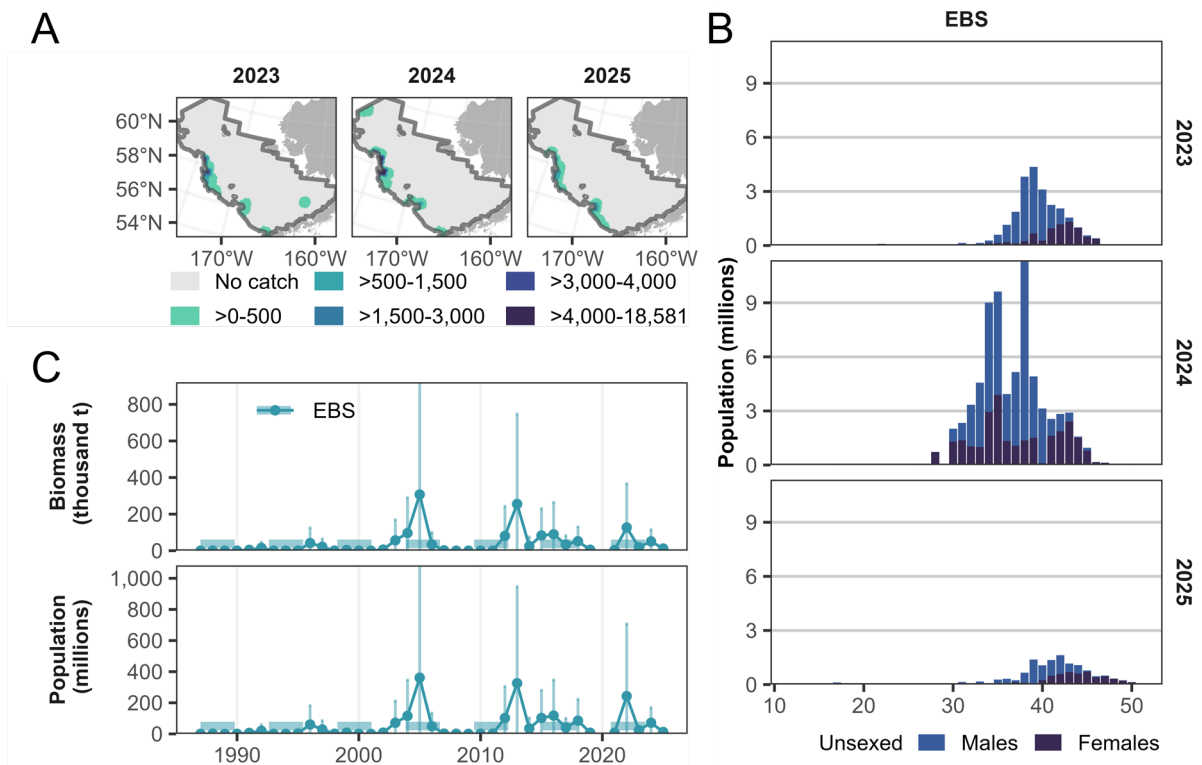 A
2023
2024
2025
60°N
58°N
56°N
54°N
170°W
160°W
170°W
160°W
170°W
160°W
No catch
>500-1,500
>3,000-4,000
>0-500
>1,500-3,000
>4,000-18,581
B
EBS
Population (millions)
9
6
3
0
2023
9
6
3
0
2024
9
6
3
0
2025
10
20
30
40
50
Unsexed
Males
Females
C
EBS
Biomass
(thousand t)
800
600
400
200
0
Population
(millions)
1,000
800
600
400
200
0
1990
2000
2010
2020